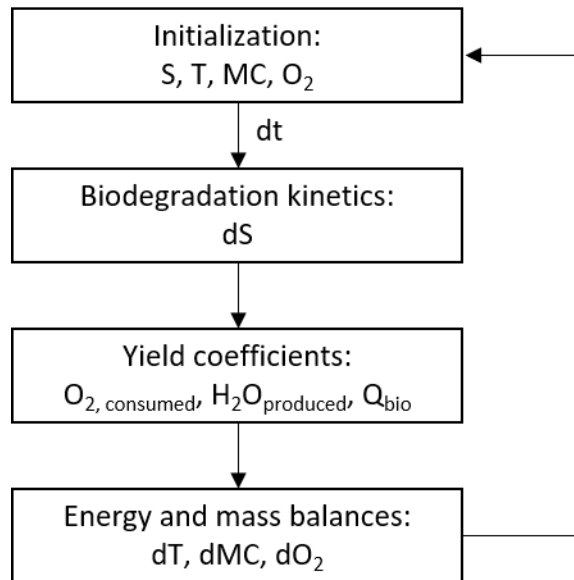 Initialization:
S, T, MC, O₂
dt
Biodegradation kinetics:
dS
Yield coefficients:
O₂, consumed, H₂Oproduced, Qbio
Energy and mass balances:
dT, dMC, dO₂